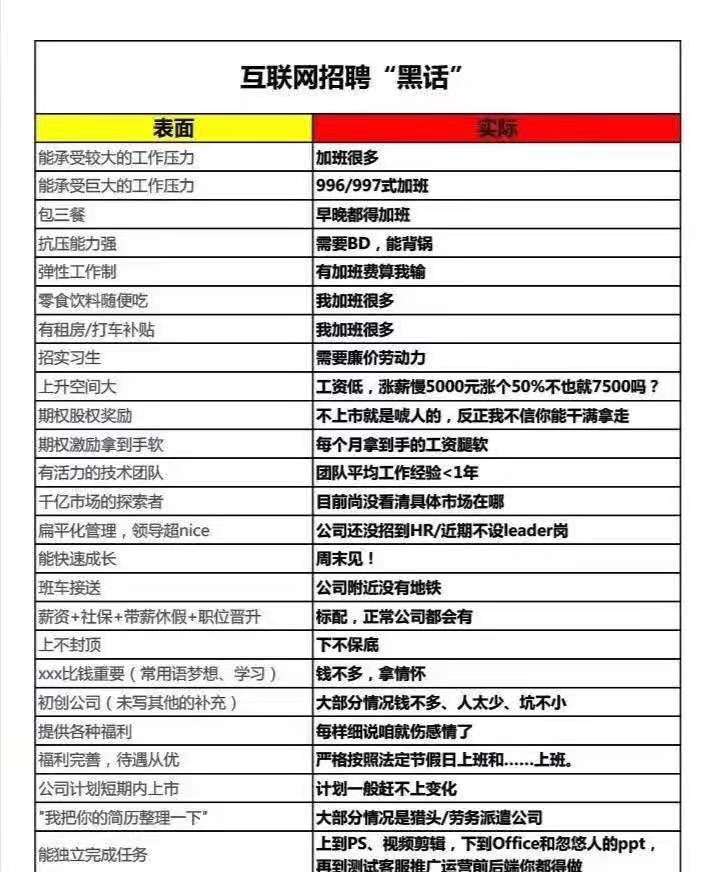 互联网招聘“黑话”
表面 实际
能承受较大的工作压力 加班很多
能承受巨大的工作压力 996/997式加班
包三餐 早晚都得加班
抗压能力强 需要BD，能背锅
弹性工作制 有加班费算我输
零食饮料随便吃 我加班很多
有租房/打车补贴 我加班很多
招实习生 需要廉价劳动力
上升空间大 工资低，涨薪慢5000元涨个50%不也就7500吗？
期权股权奖励 不上市就是唬人的，反正我不信你能干满拿走
期权激励拿到手软 每个月拿到手的工资腿软
有活力的技术团队 团队平均工作经验<1年
千亿市场的探索者 目前尚没看清具体市场在哪
扁平化管理，领导超nice 公司还没招到HR/近期不设leader岗
能快速成长 周末见！
班车接送 公司附近没有地铁
薪资+社保+带薪休假+职位晋升 标配，正常公司都会有
上不封顶 下不保底
xxx比钱重要（常用语梦想、学习） 钱不多，拿情怀
初创公司（未写其他的补充） 大部分情况钱不多、人太少、坑不小
提供各种福利 每样细说咱就伤感情了
福利完善，待遇从优 严格按照法定节假日上班和……上班。
公司计划短期内上市 计划一般赶不上变化
"我把你的简历整理一下" 大部分情况是猎头/劳务派遣公司
能独立完成任务 上到PS、视频剪辑，下到Office和忽悠人的ppt，
再到测试客服推广运营前后端你都得做